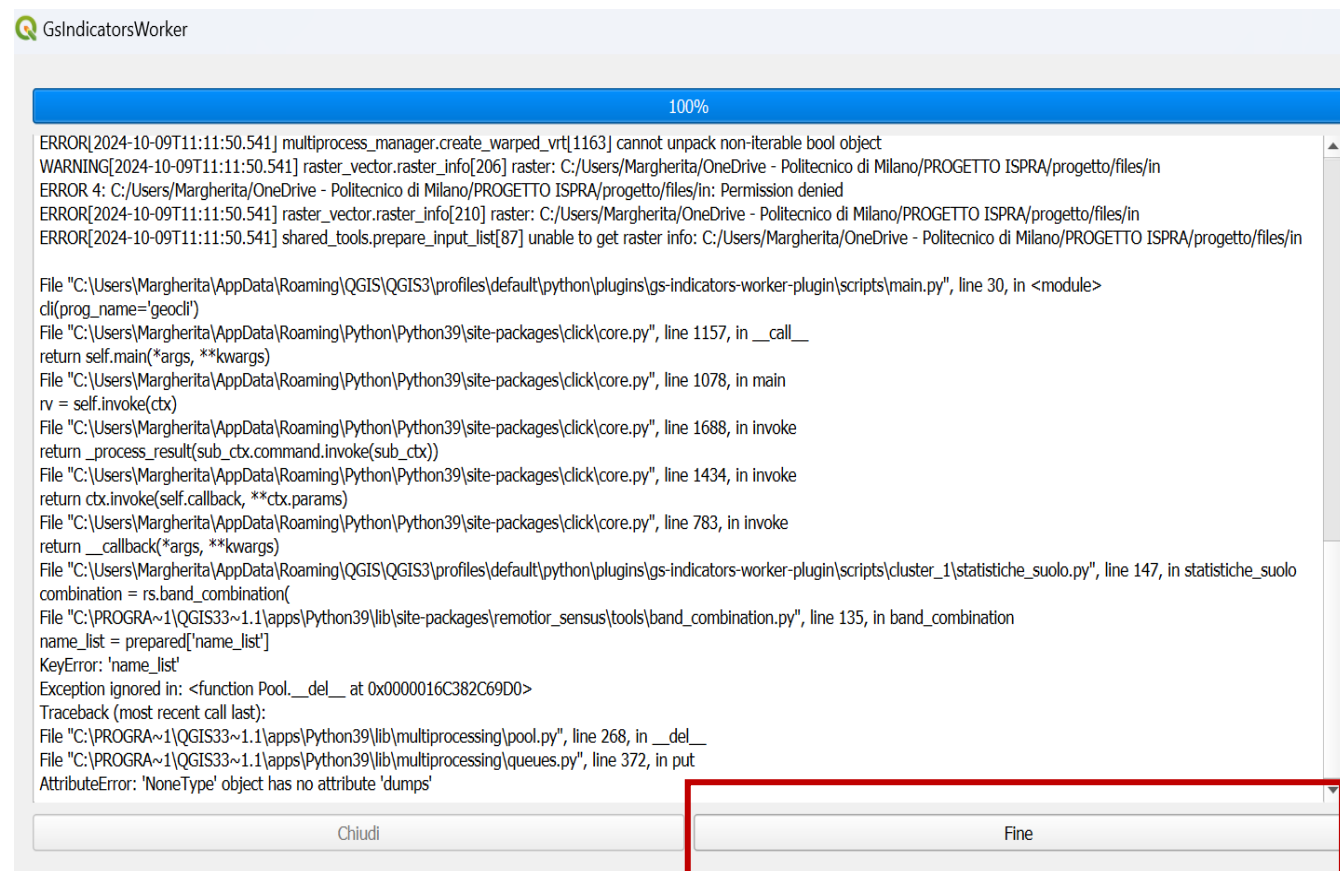 GsIndicatorsWorker
100%
ERROR[2024-10-09T11:11:50.541] multiprocess_manager.create_warped_vrt[1163] cannot unpack non-iterable bool object
WARNING[2024-10-09T11:11:50.541] raster_vector.raster_info[206] raster: C:/Users/Margherita/OneDrive - Politecnico di Milano/PROGETTO ISPRA/progetto/files/in
ERROR 4: C:/Users/Margherita/OneDrive - Politecnico di Milano/PROGETTO ISPRA/progetto/files/in: Permission denied
ERROR[2024-10-09T11:11:50.541] raster_vector.raster_info[210] raster: C:/Users/Margherita/OneDrive - Politecnico di Milano/PROGETTO ISPRA/progetto/files/in
ERROR[2024-10-09T11:11:50.541] shared_tools.prepare_input_list[87] unable to get raster info: C:/Users/Margherita/OneDrive - Politecnico di Milano/PROGETTO ISPRA/progetto/files/in
File "C:\Users\Margherita\AppData\Roaming\QGIS\QGIS3\profiles\default\python\plugins\gs-indicators-worker-plugin\scripts\main.py", line 30, in <module>
cli(prog_name='geocli')
File "C:\Users\Margherita\AppData\Roaming\Python\Python39\site-packages\click\core.py", line 1157, in __call__
return self.main(*args, **kwargs)
File "C:\Users\Margherita\AppData\Roaming\Python\Python39\site-packages\click\core.py", line 1078, in main
rv = self.invoke(ctx)
File "C:\Users\Margherita\AppData\Roaming\Python\Python39\site-packages\click\core.py", line 1688, in invoke
return _process_result(sub_ctx.command.invoke(sub_ctx))
File "C:\Users\Margherita\AppData\Roaming\Python\Python39\site-packages\click\core.py", line 1434, in invoke
return ctx.invoke(self.callback, **ctx.params)
File "C:\Users\Margherita\AppData\Roaming\Python\Python39\site-packages\click\core.py", line 783, in invoke
return __callback(*args, **kwargs)
File "C:\Users\Margherita\AppData\Roaming\QGIS\QGIS3\profiles\default\python\plugins\gs-indicators-worker-plugin\scripts\cluster_1\statistiche_suolo.py", line 147, in statistiche_suolo
combination = rs.band_combination(
File "C:\PROGRA~1\QGIS33~1.1\apps\Python39\lib\site-packages\remotior_sensus\tools\band_combination.py", line 135, in band_combination
name_list = prepared['name_list']
KeyError: 'name_list'
Exception ignored in: <function Pool.__del__ at 0x0000016C382C69D0>
Traceback (most recent call last):
File "C:\PROGRA~1\QGIS33~1.1\apps\Python39\lib\multiprocessing\pool.py", line 268, in __del__
File "C:\PROGRA~1\QGIS33~1.1\apps\Python39\lib\multiprocessing\queues.py", line 372, in put
AttributeError: 'NoneType' object has no attribute 'dumps'
Chiudi
Fine